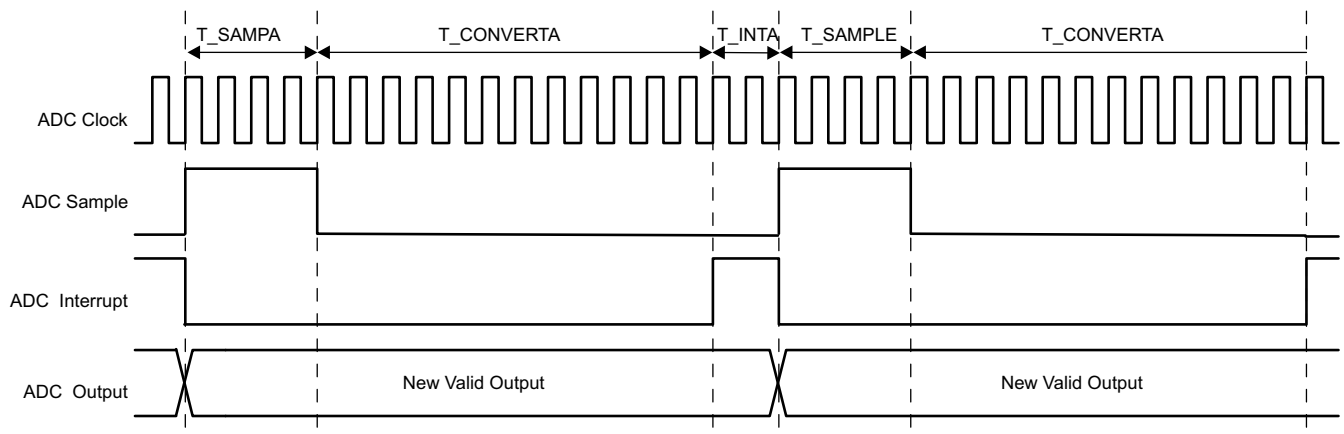 T_SAMPA T_CONVERTA T_INTA T_SAMPLE T_CONVERTA
ADC Clock
ADC Sample
ADC Interrupt
ADC Output New Valid Output New Valid Output